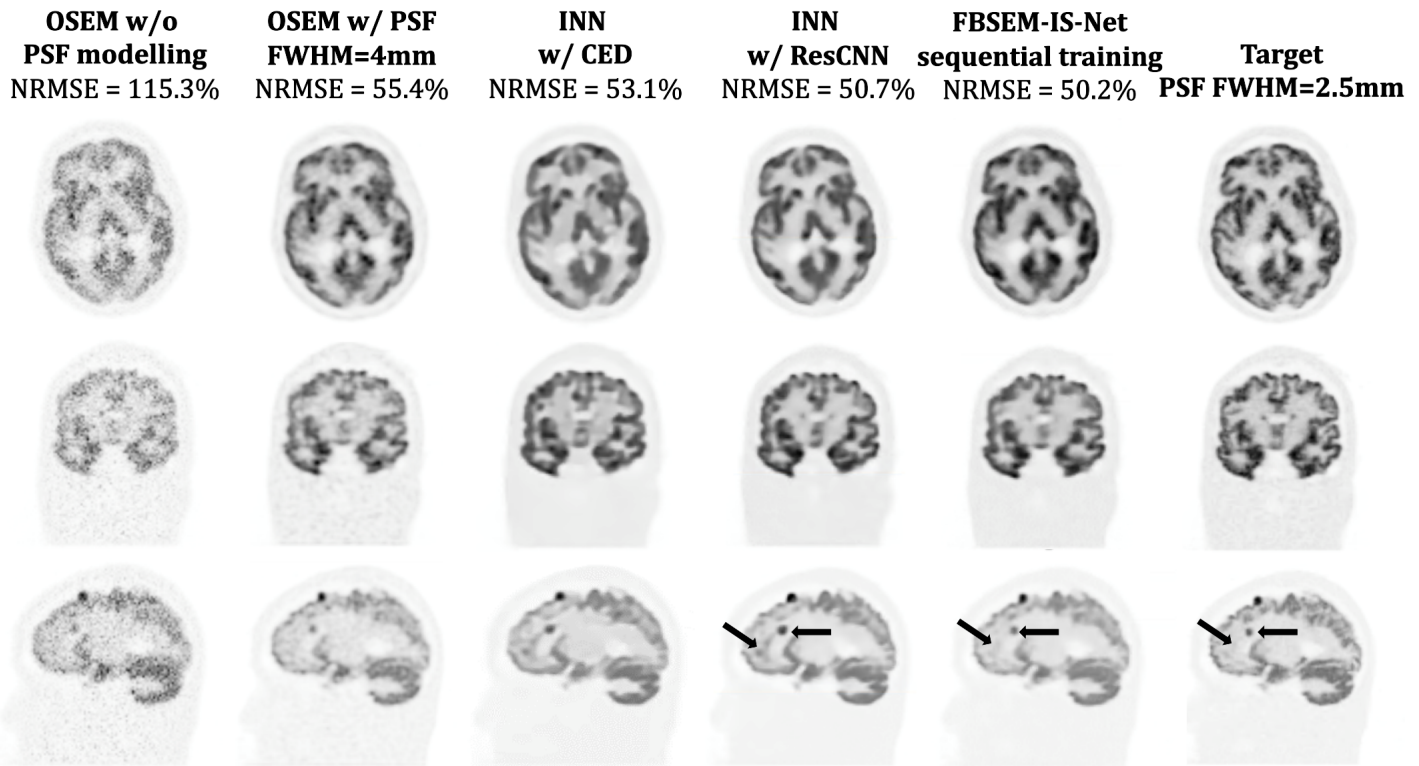 OSEM w/o
PSF modelling
NRMSE = 115.3%
OSEM w/ PSF
FWHM=4mm
NRMSE = 55.4%
INN
w/ CED
NRMSE = 53.1%
INN
w/ ResCNN
NRMSE = 50.7%
FBSEM-IS-Net
sequential training
NRMSE = 50.2%
Target
PSF FWHM=2.5mm